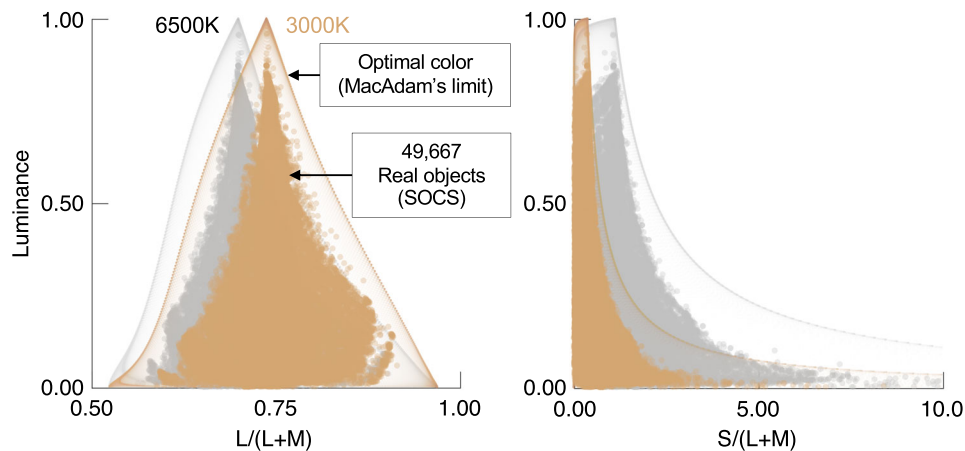 1.00
6500K
3000K
Optimal color
(MacAdam's limit)
49,667
Real objects
(SOCS)
Luminance
0.50
0.00
0.50
0.75
1.00
L/(L+M)
1.00
0.50
0.00
0.00
5.00
10.0
S/(L+M)